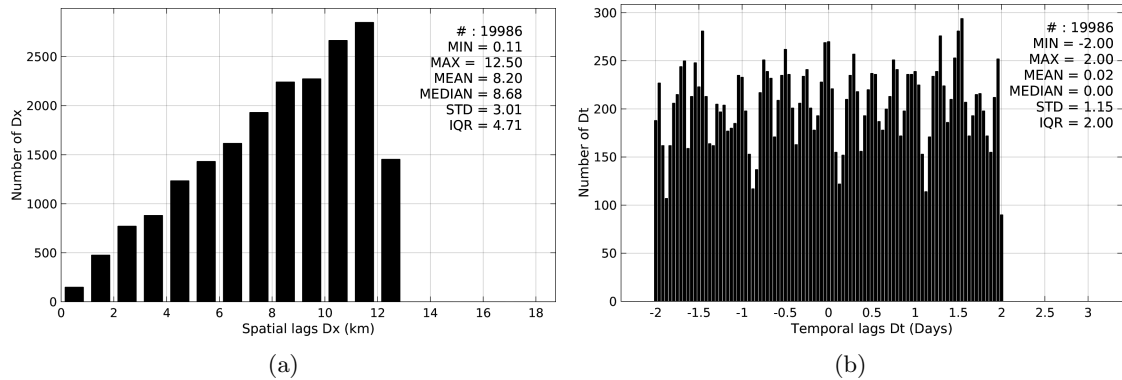 # : 19986
MIN = 0.11
MAX = 12.50
MEAN = 8.20
MEDIAN = 8.68
STD = 3.01
IQR = 4.71
Number of Dx
2500
2000
1500
1000
500
0
0 2 4 6 8 10 12 14 16 18
Spatial lags Dx (km)
(a)
# : 19986
MIN = -2.00
MAX = 2.00
MEAN = 0.02
MEDIAN = 0.00
STD = 1.15
IQR = 2.00
Number of Dt
300
250
200
150
100
50
0
-2 -1.5 -1 -0.5 0 0.5 1 1.5 2 2.5 3
Temporal lags Dt (Days)
(b)